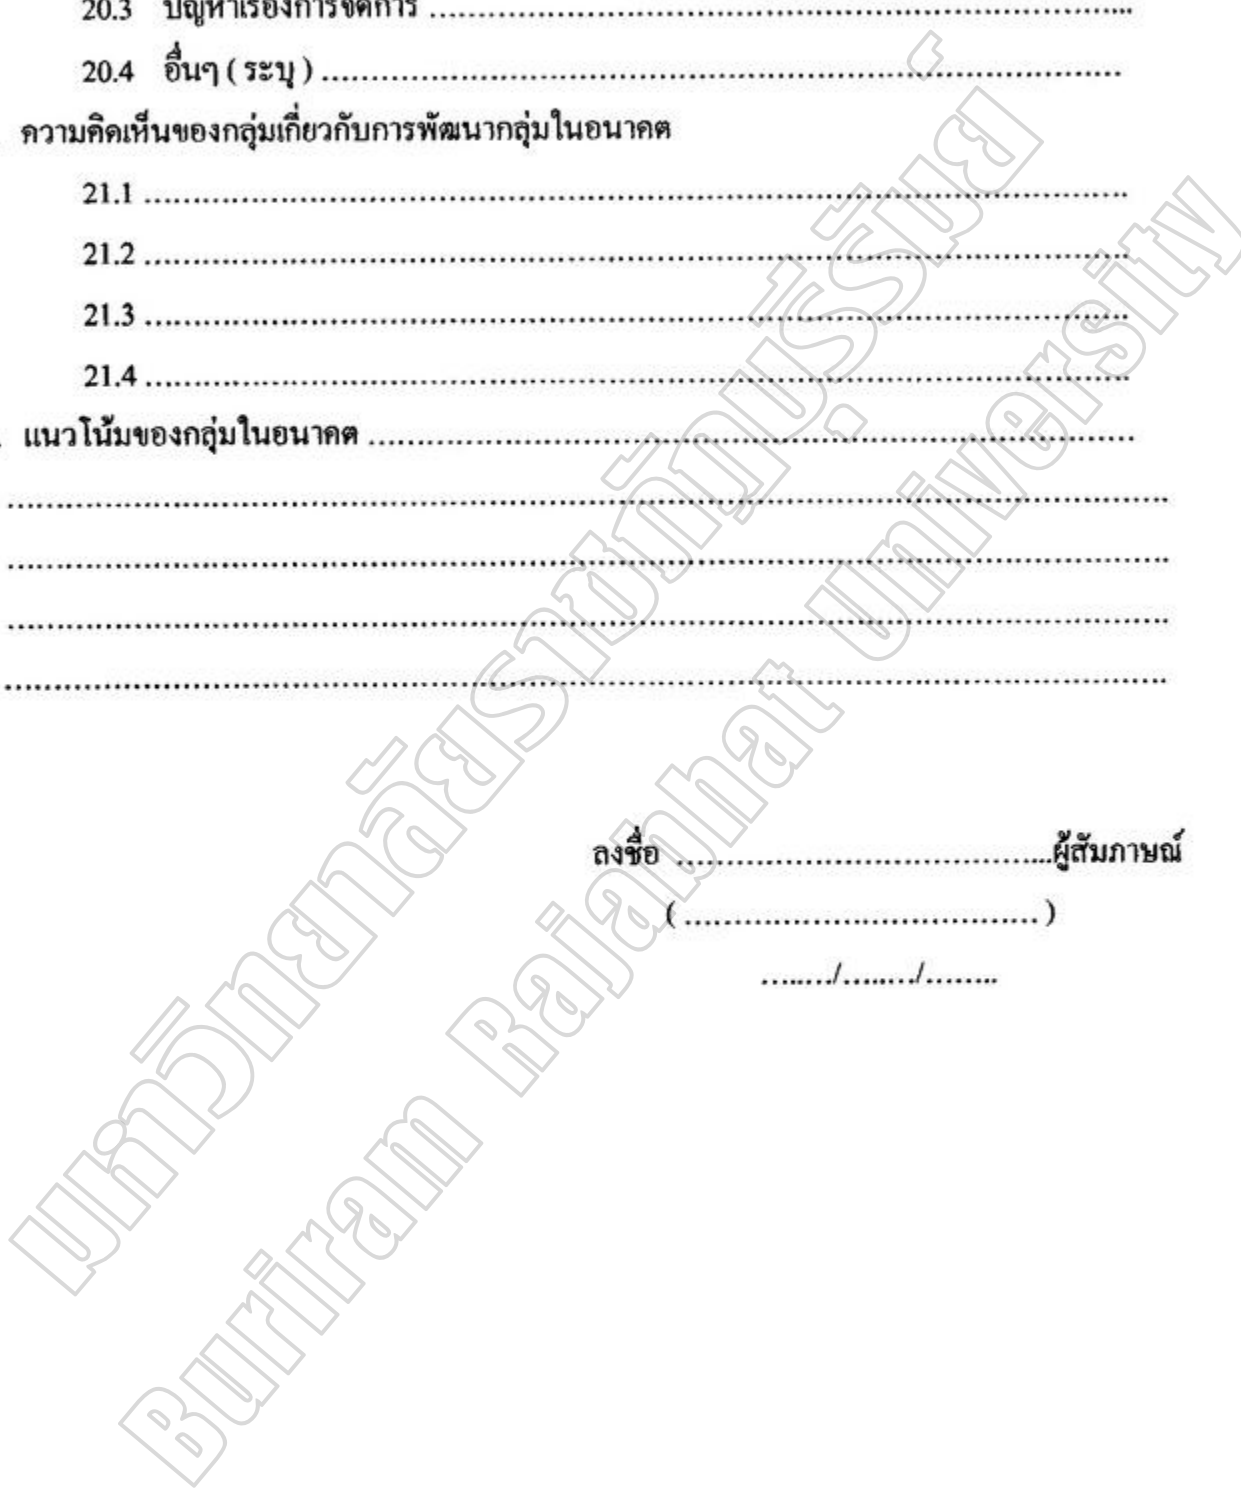 20.3 ปัญหาเรื่องการจัดการ ........................................................................
20.4 อื่นๆ ( ระบุ ) ................................................................................
ความคิดเห็นของกลุ่มเกี่ยวกับการพัฒนากลุ่มในอนาคต
21.1 ................................................................................
21.2 ................................................................................
21.3 ................................................................................
21.4 ................................................................................
แนวโน้มของกลุ่มในอนาคต ................................................................................
................................................................................
................................................................................
................................................................................
................................................................................
ลงชื่อ ......................................ผู้สัมภาษณ์
( .................................... )
......../......../........
มหาวิทยาลัยราชภัฏบุรีรัมย์
Buriram Rajabhat University